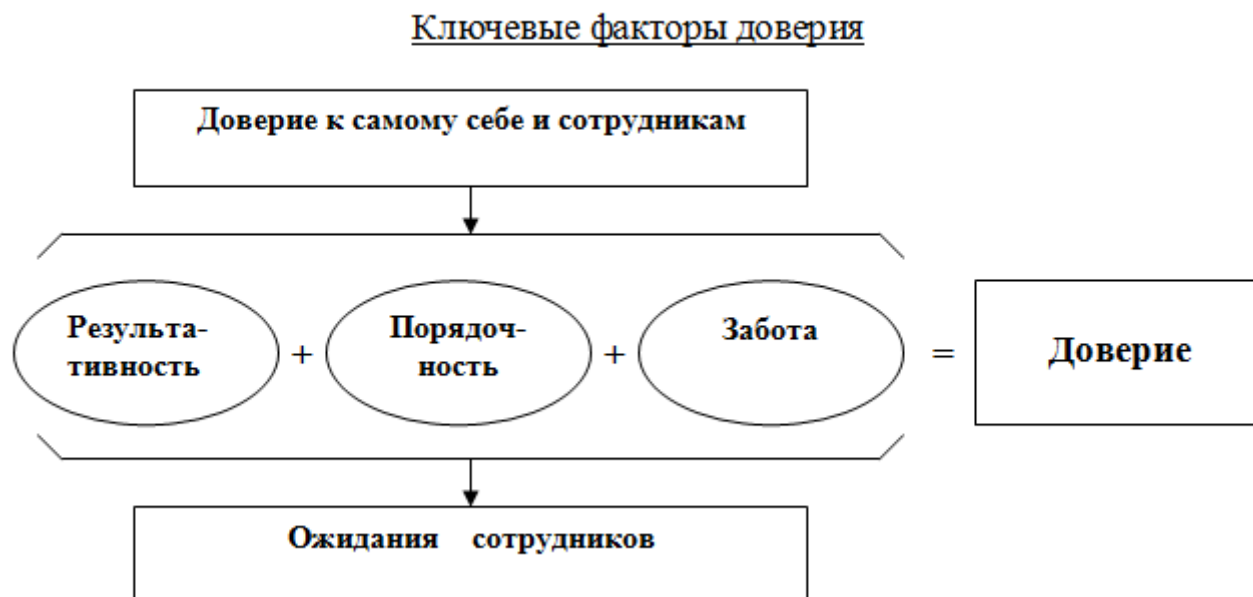 Ключевые факторы доверия
Доверие к самому себе и сотрудникам
Результа-
тивность
+
Порядоч-
ность
+
Забота
=
Доверие
Ожидания сотрудников